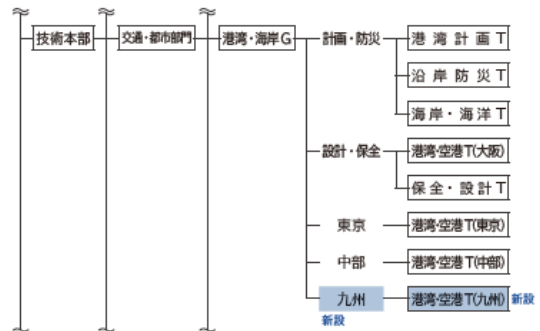 技術本部 交通・都市部門 港湾・海岸G 計画・防災 港湾計画T
沿岸防災T
海岸・海洋T
設計・保全 港湾・空港T(大阪)
保全・設計T
東京 港湾・空港T(東京)
中部 港湾・空港T(中部)
九州 港湾・空港T(九州) 新設
新設